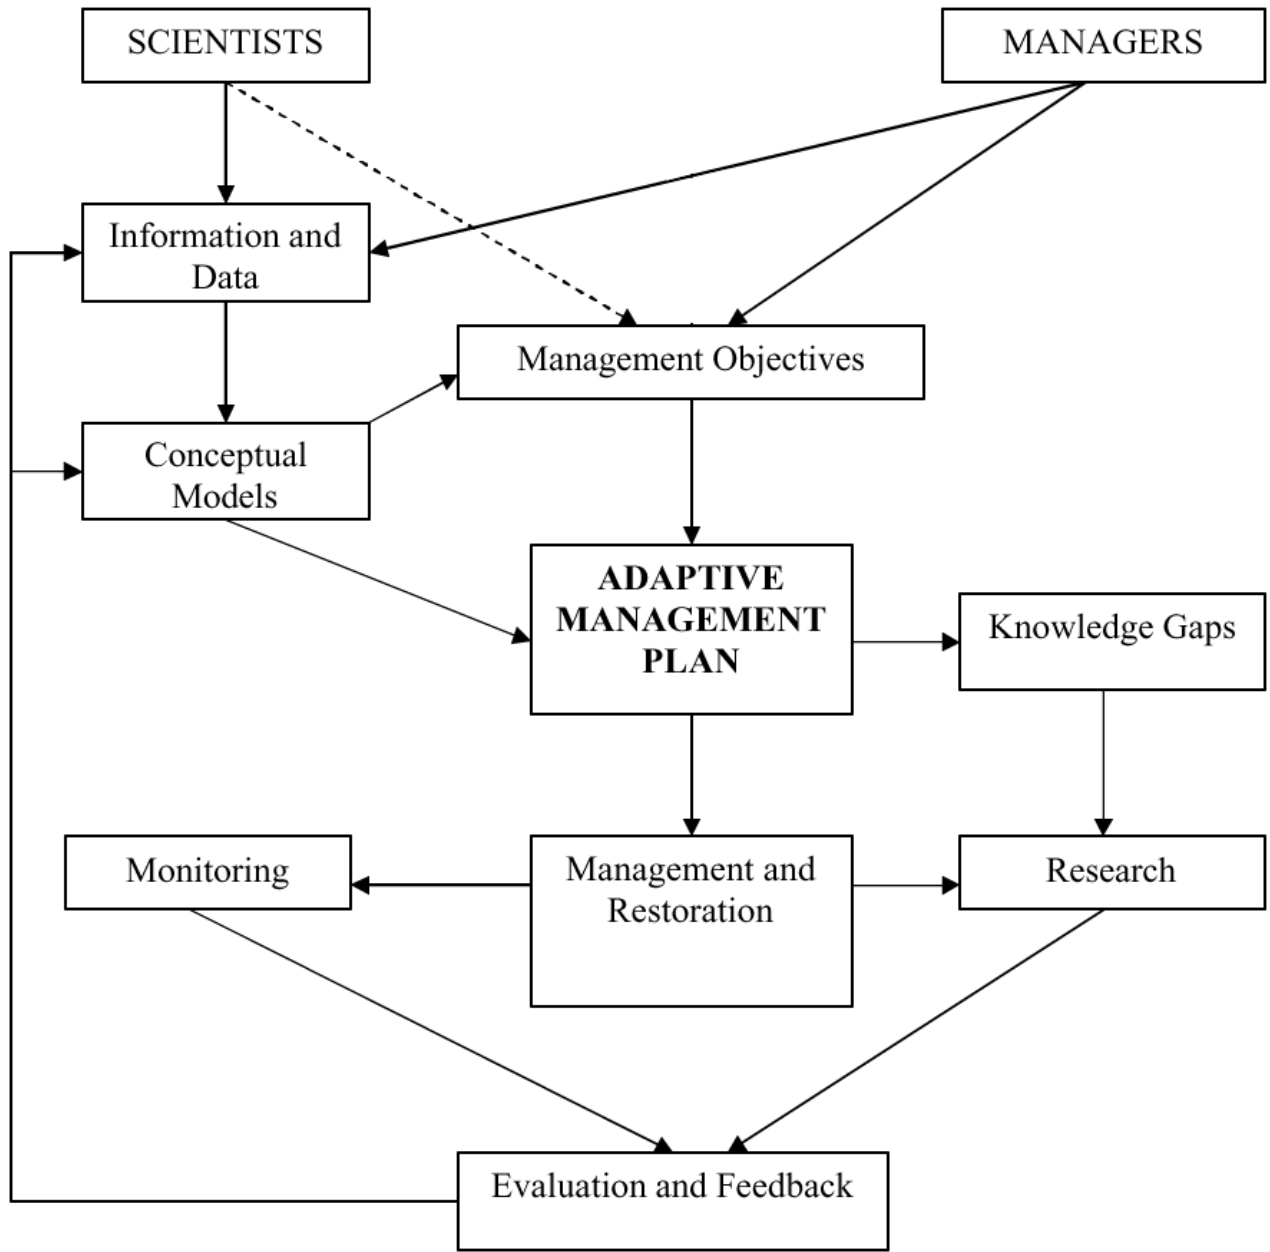 SCIENTISTS
MANAGERS
Information and
Data
Management Objectives
Conceptual
Models
ADAPTIVE
MANAGEMENT
PLAN
Knowledge Gaps
Monitoring
Management and
Restoration
Research
Evaluation and Feedback